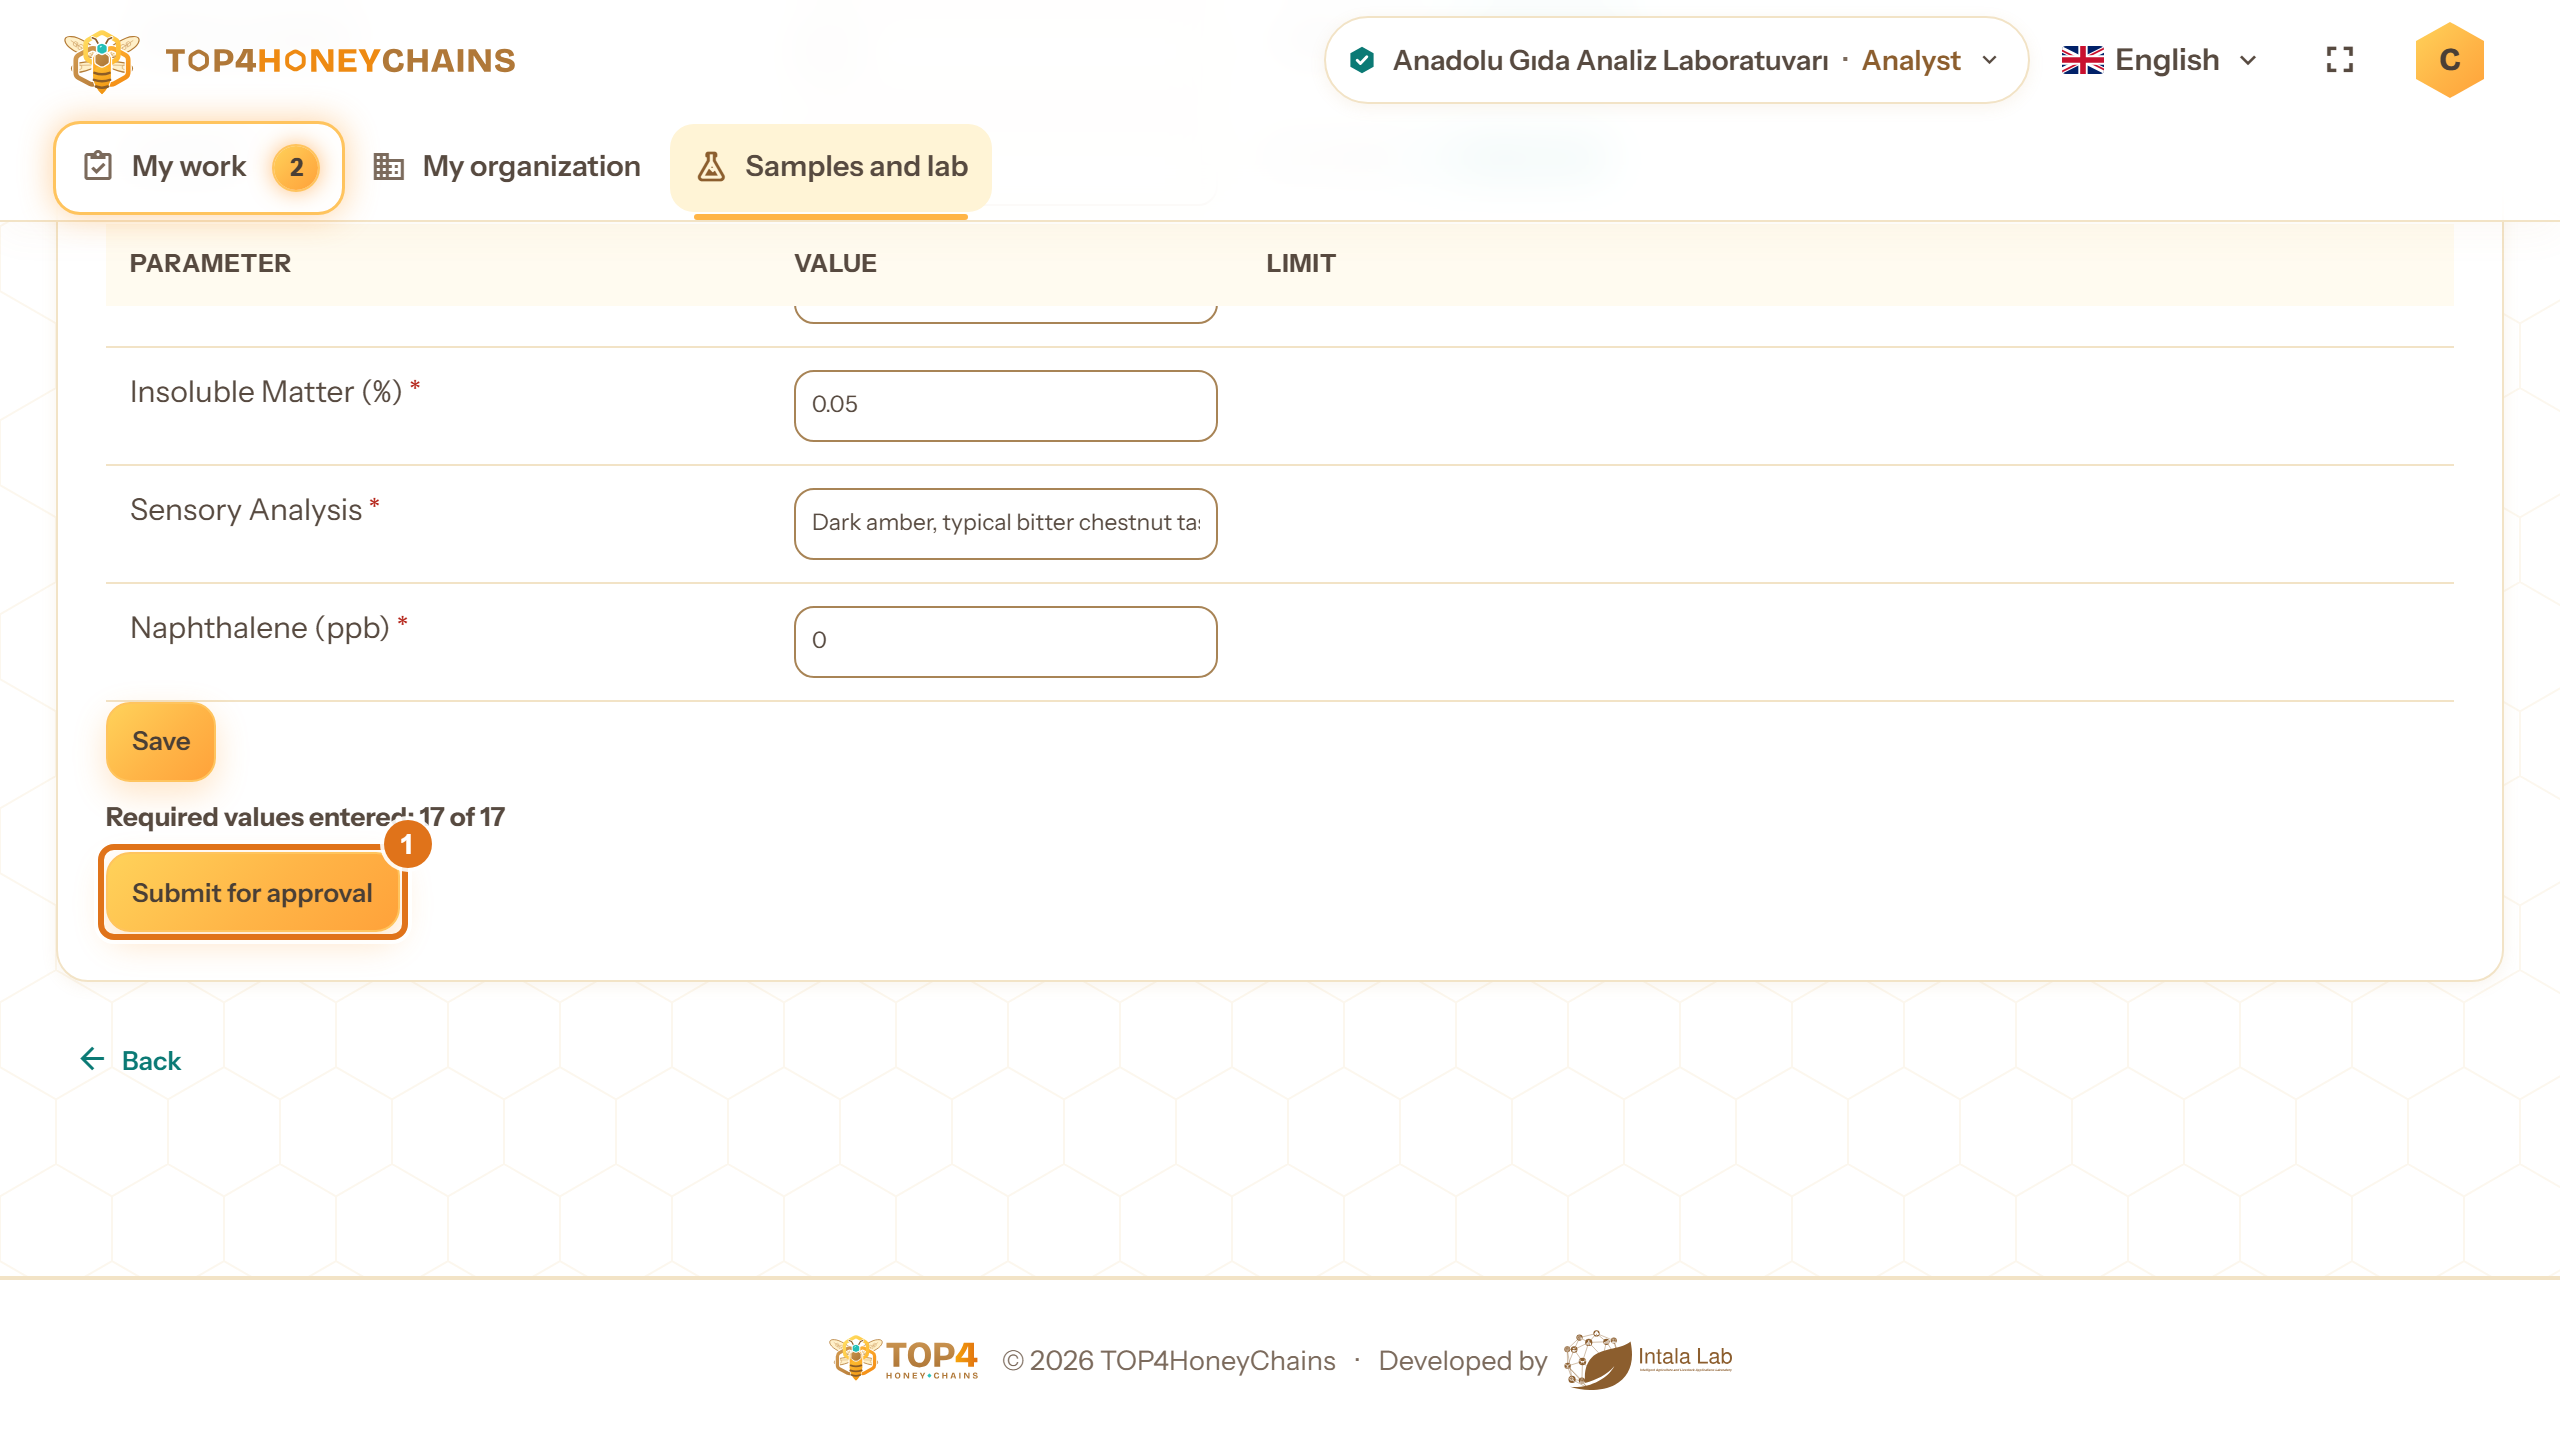 TOP4HONEYCHAINS
Anadolu Gıda Analiz Laboratuvarı · Analyst
English
C
My work 2
My organization
Samples and lab
PARAMETER VALUE LIMIT
Insoluble Matter (%) * 0.05
Sensory Analysis * Dark amber, typical bitter chestnut
Naphthalene (ppb) * 0
Save
Required values entered: 17 of 17
1
Submit for approval
Back
TOP4
HONEY CHAINS
© 2026 TOP4HoneyChains · Developed by
Intala Lab